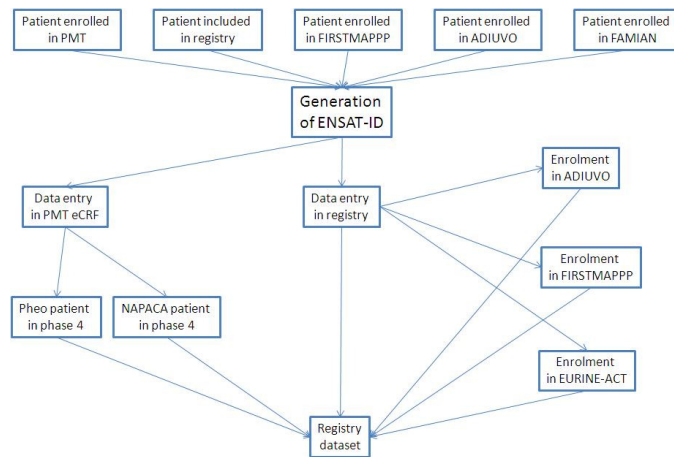 Patient enrolled
in PMT
Patient included
in registry
Patient enrolled
in FIRSTMAPPP
Patient enrolled
in ADIUVO
Patient enrolled
in FAMIAN
Generation
of ENSAT-ID
Data entry
in PMT eCRF
Data entry
in registry
Enrolment
in ADIUVO
Enrolment
in FIRSTMAPPP
Pheo patient
in phase 4
NAPACA patient
in phase 4
Enrolment
in EURINE-ACT
Registry
dataset